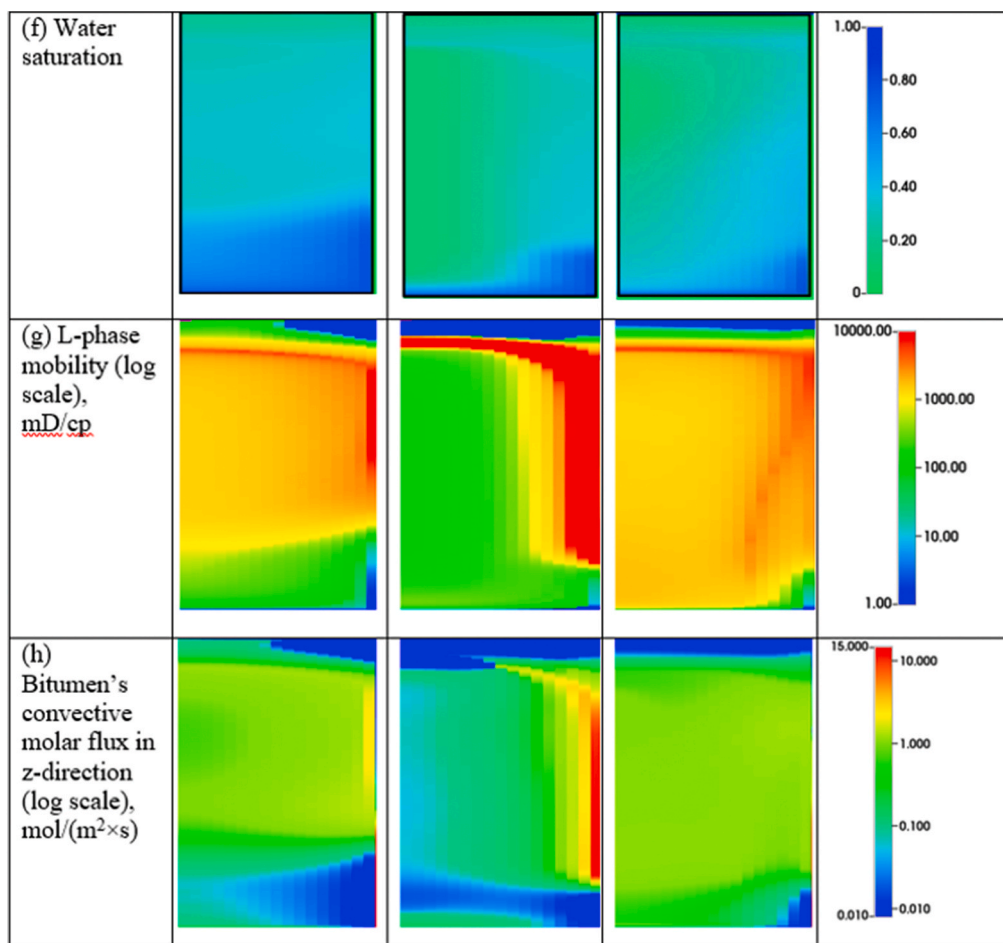 (f) Water
saturation
1.00
0.80
0.60
0.40
0.20
0
(g) L-phase
mobility (log
scale),
mD/cp
10000.00
1000.00
100.00
10.00
1.00
(h)
Bitumen's
convective
molar flux in
z-direction
(log scale),
mol/(m²×s)
15.000
10.000
1.000
0.100
0.010
0.010